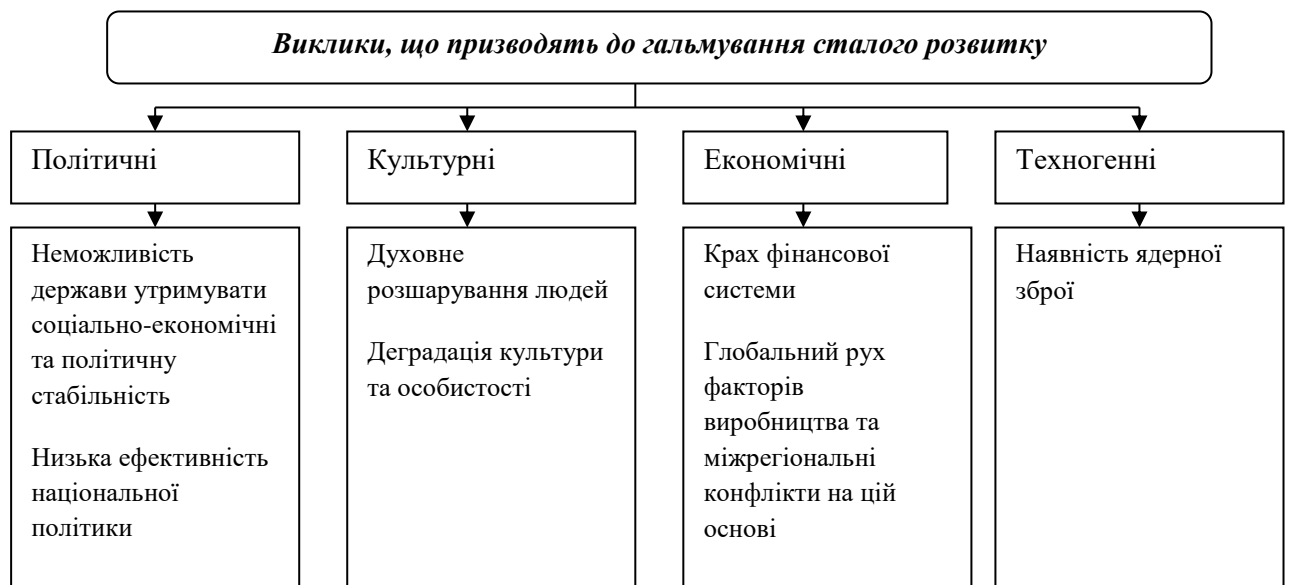 Виклики, що призводять до гальмування сталого розвитку
Політичні
Культурні
Економічні
Техногенні
Неможливість
держави утримувати
соціально-економічні
та політичну
стабільність
Низька ефективність
національної
політики
Духовне
розшарування людей
Деградація культури
та особистості
Крах фінансової
системи
Глобальний рух
факторів
виробництва та
міжрегіональні
конфлікти на цій
основі
Наявність ядерної
зброї